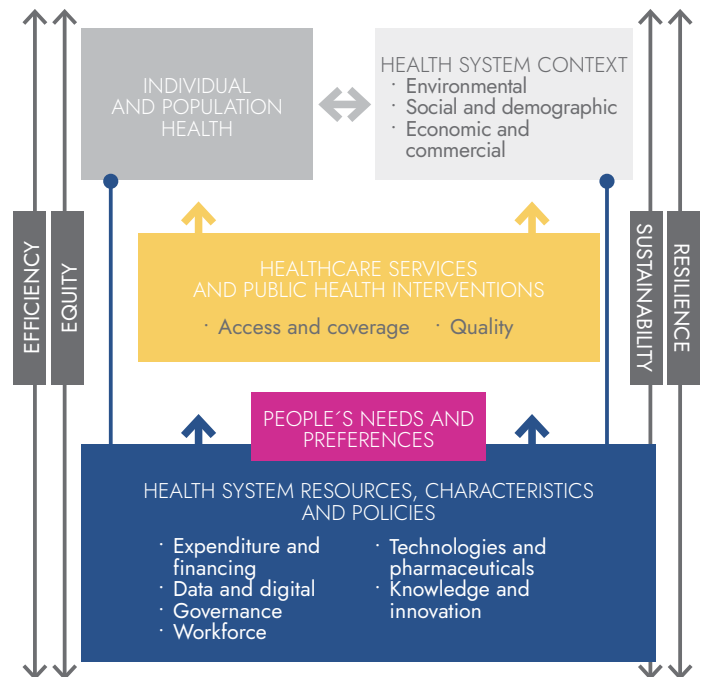 INDIVIDUAL
AND POPULATION
HEALTH
HEALTH SYSTEM CONTEXT
· Environmental
· Social and demographic
· Economic and
commercial
EFFICIENCY
EQUITY
SUSTAINABILITY
RESILIENCE
HEALTHCARE SERVICES
AND PUBLIC HEALTH INTERVENTIONS
· Access and coverage · Quality
PEOPLE´S NEEDS AND
PREFERENCES
HEALTH SYSTEM RESOURCES, CHARACTERISTICS
AND POLICIES
· Expenditure and
financing
· Data and digital
· Governance
· Workforce
· Technologies and
pharmaceuticals
· Knowledge and
innovation